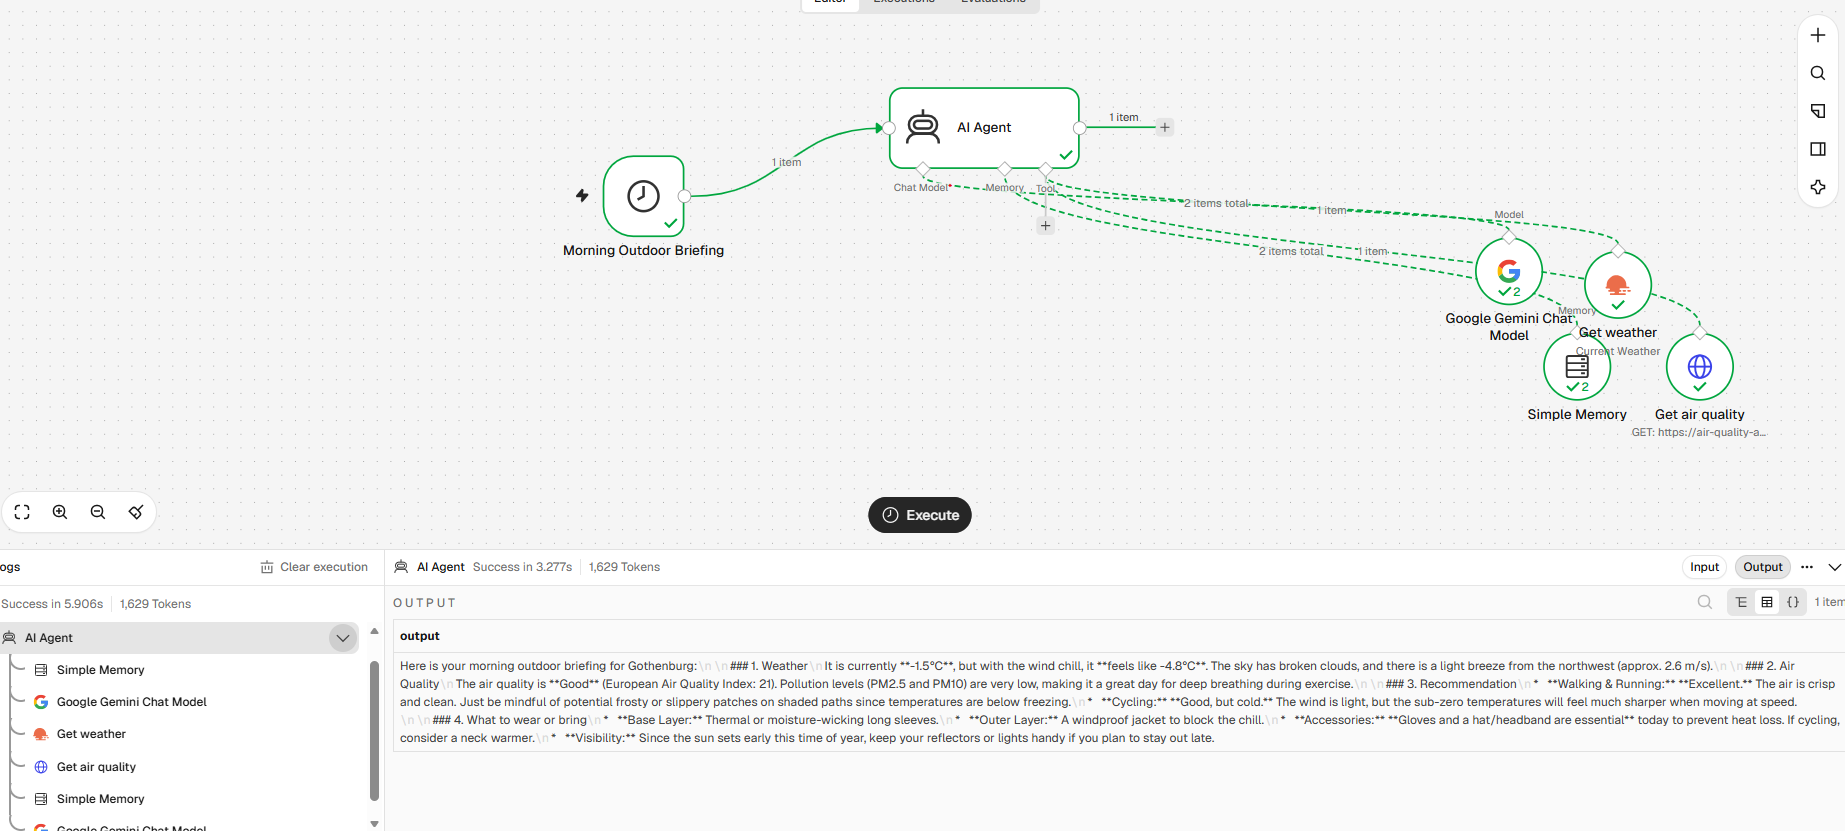 Editor Executions Evaluations
1 item
AI Agent
1 item
Chat Model*
Memory
Tool
2 items total
1 item
Model
2 items total
1 item
Morning Outdoor Briefing
2
Google Gemini Chat
Model
Memory
Get weather
Current Weather
2
Simple Memory
Get air quality
GET: https://air-quality-a...
Execute
ogs
Clear execution
AI Agent Success in 3.277s 1,629 Tokens
Input Output
Success in 5.906s 1,629 Tokens
OUTPUT
1 item
AI Agent
Simple Memory
Google Gemini Chat Model
Get weather
Get air quality
Simple Memory
Google Gemini Chat Model
output
Here is your morning outdoor briefing for Gothenburg:\n \n ### 1. Weather\n It is currently **-1.5°C**, but with the wind chill, it **feels like -4.8°C**. The sky has broken clouds, and there is a light breeze from the northwest (approx. 2.6 m/s).\n \n ### 2. Air
Quality\n The air quality is **Good** (European Air Quality Index: 21). Pollution levels (PM2.5 and PM10) are very low, making it a great day for deep breathing during exercise.\n \n ### 3. Recommendation\n * **Walking & Running:** **Excellent.** The air is crisp
and clean. Just be mindful of potential frosty or slippery patches on shaded paths since temperatures are below freezing.\n * **Cycling:** **Good, but cold.** The wind is light, but the sub-zero temperatures will feel much sharper when moving at speed.
\n \n ### 4. What to wear or bring\n * **Base Layer:** Thermal or moisture-wicking long sleeves.\n * **Outer Layer:** A windproof jacket to block the chill.\n * **Accessories:** **Gloves and a hat/headband are essential** today to prevent heat loss. If cycling,
consider a neck warmer.\n * **Visibility:** Since the sun sets early this time of year, keep your reflectors or lights handy if you plan to stay out late.